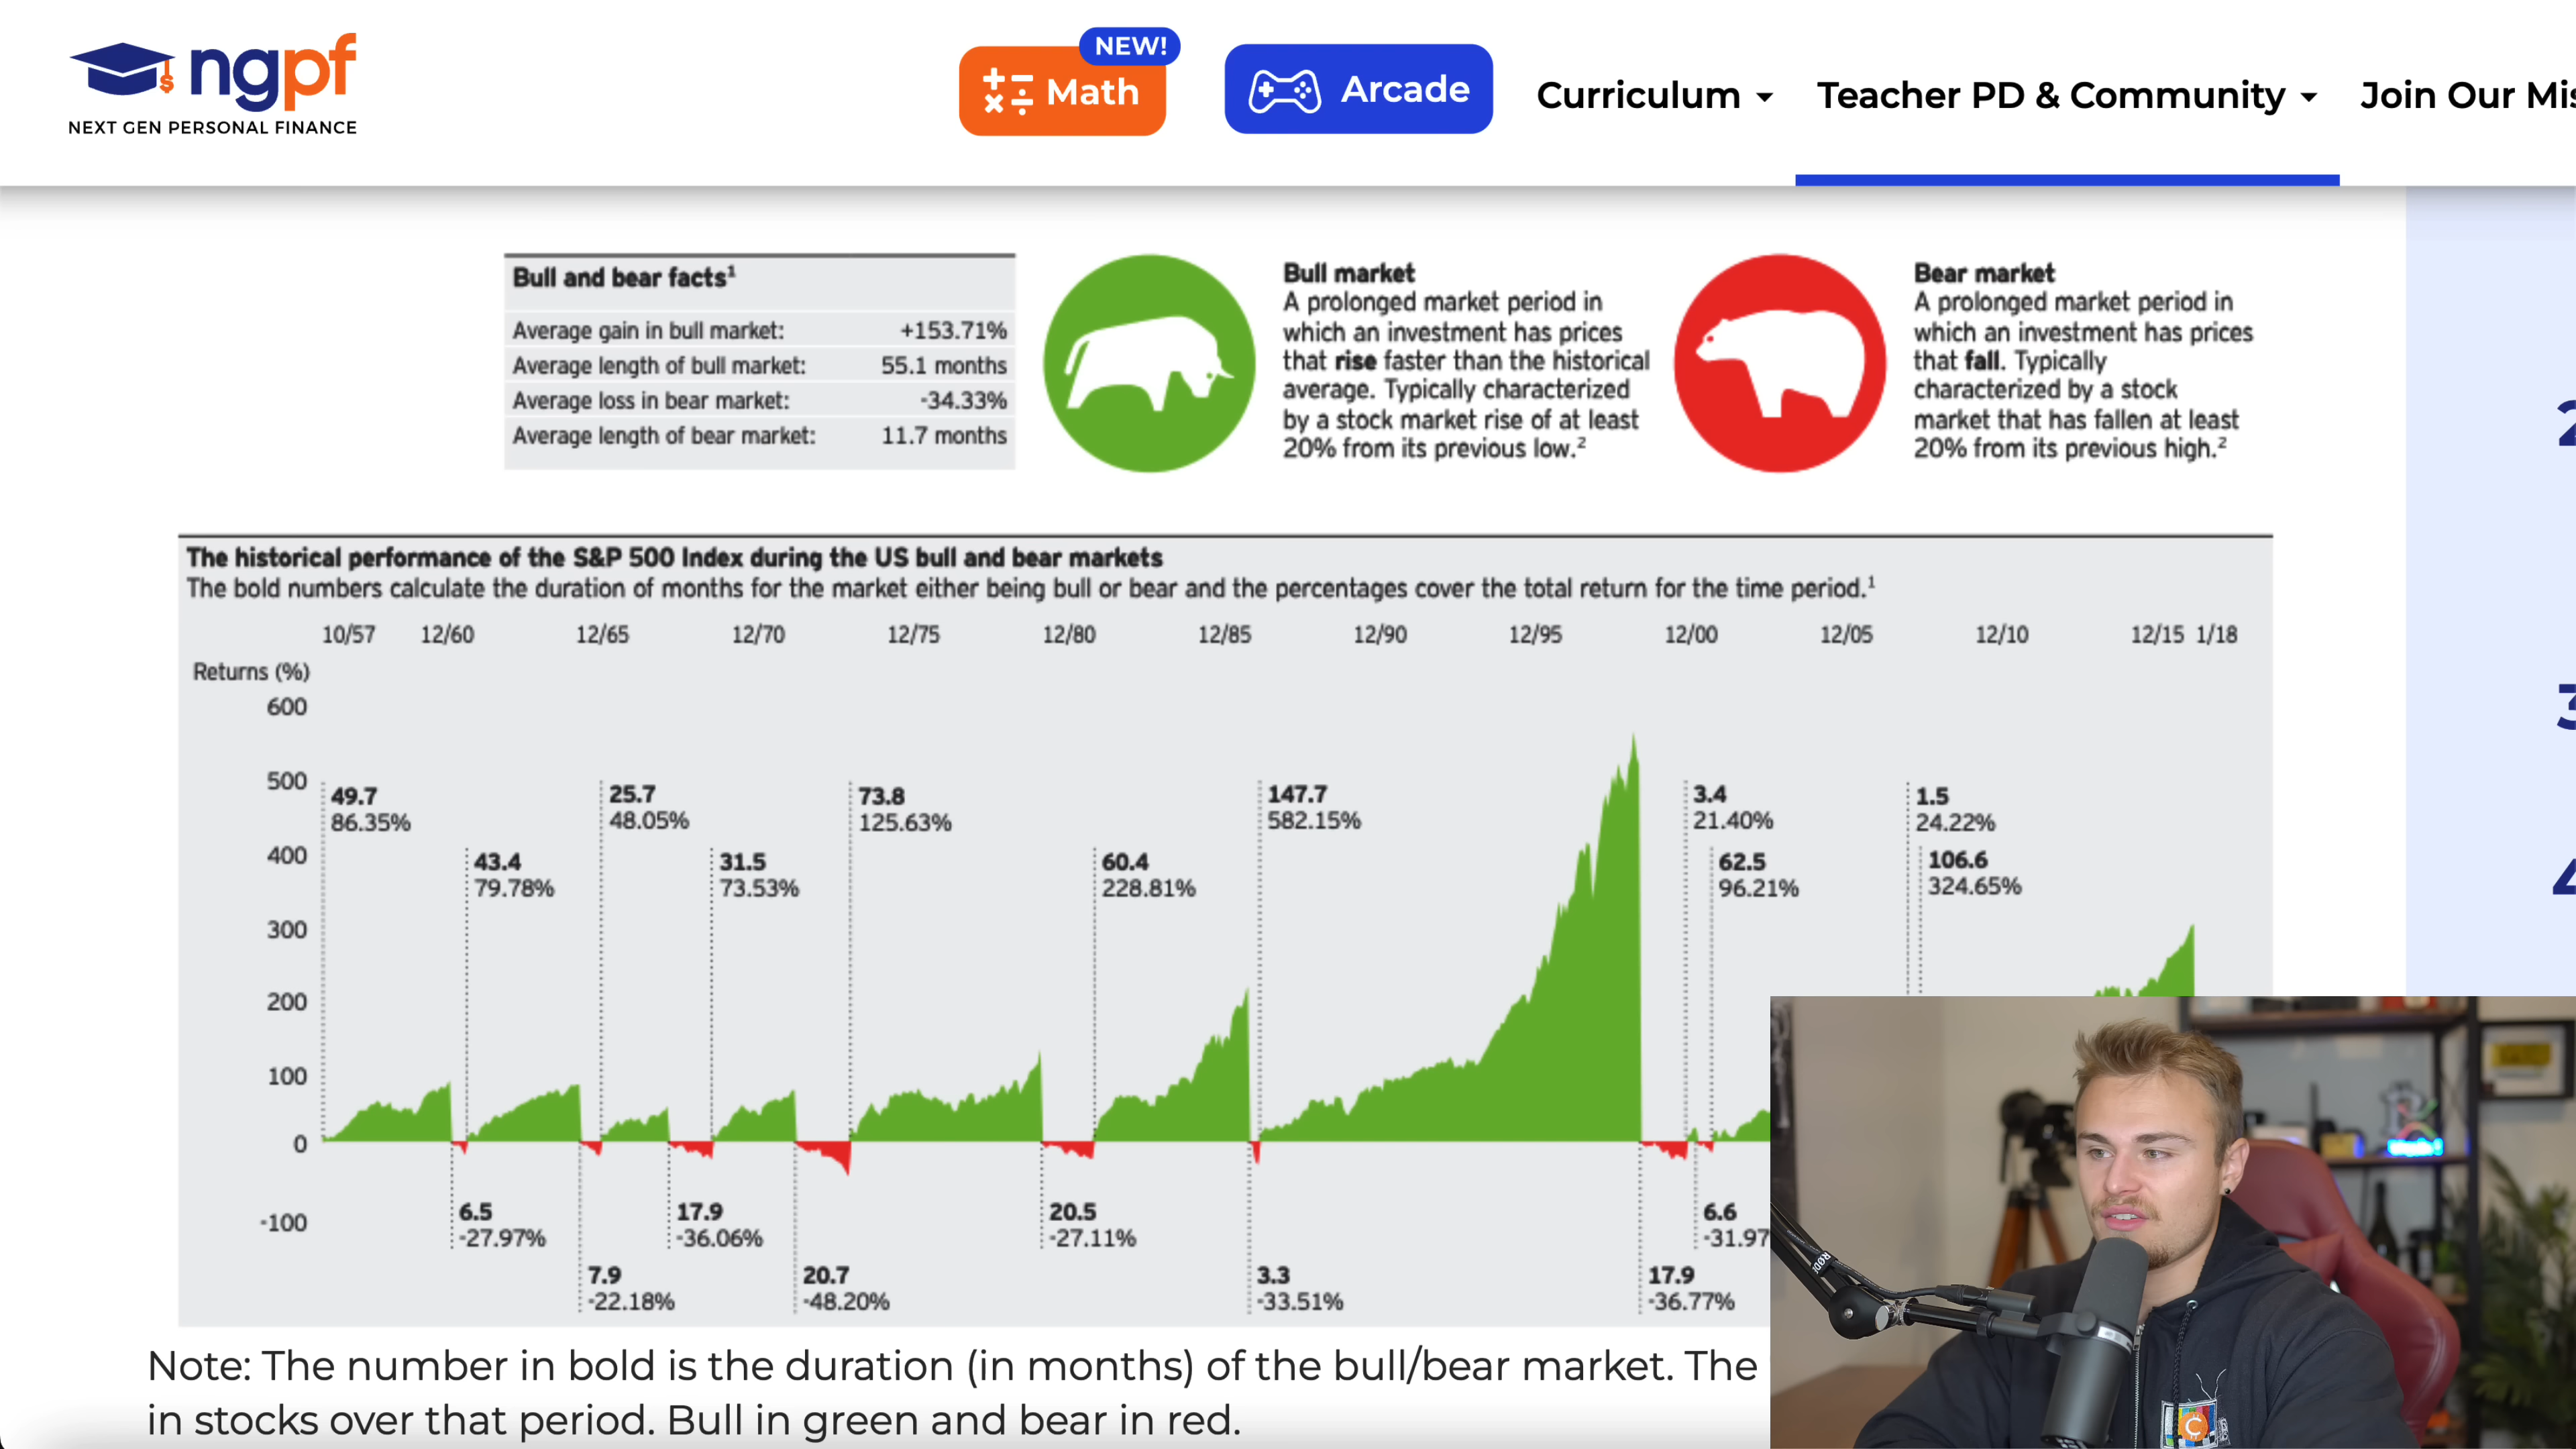 ngpf
NEXT GEN PERSONAL FINANCE
NEW!
Math
Arcade
Curriculum
Teacher PD & Community
Join Our Mis
Bull and bear facts¹
Average gain in bull market: +153.71%
Average length of bull market: 55.1 months
Average loss in bear market: -34.33%
Average length of bear market: 11.7 months
Bull market
A prolonged market period in
which an investment has prices
that rise faster than the historical
average. Typically characterized
by a stock market rise of at least
20% from its previous low.²
Bear market
A prolonged market period in
which an investment has prices
that fall. Typically
characterized by a stock
market that has fallen at least
20% from its previous high.²
The historical performance of the S&P 500 Index during the US bull and bear markets
The bold numbers calculate the duration of months for the market either being bull or bear and the percentages cover the total return for the time period.¹
10/57 12/60 12/65 12/70 12/75 12/80 12/85 12/90 12/95 12/00 12/05 12/10 12/15 1/18
Returns (%)
600
500
400
300
200
100
0
-100
49.7
86.35%
43.4
79.78%
25.7
48.05%
31.5
73.53%
73.8
125.63%
60.4
228.81%
147.7
582.15%
3.4
21.40%
62.5
96.21%
1.5
24.22%
106.6
324.65%
6.5
-27.97%
7.9
-22.18%
17.9
-36.06%
20.7
-48.20%
20.5
-27.11%
3.3
-33.51%
17.9
-36.77%
6.6
-31.97
Note: The number in bold is the duration (in months) of the bull/bear market. The
in stocks over that period. Bull in green and bear in red.
2
3
4
RØDE
C